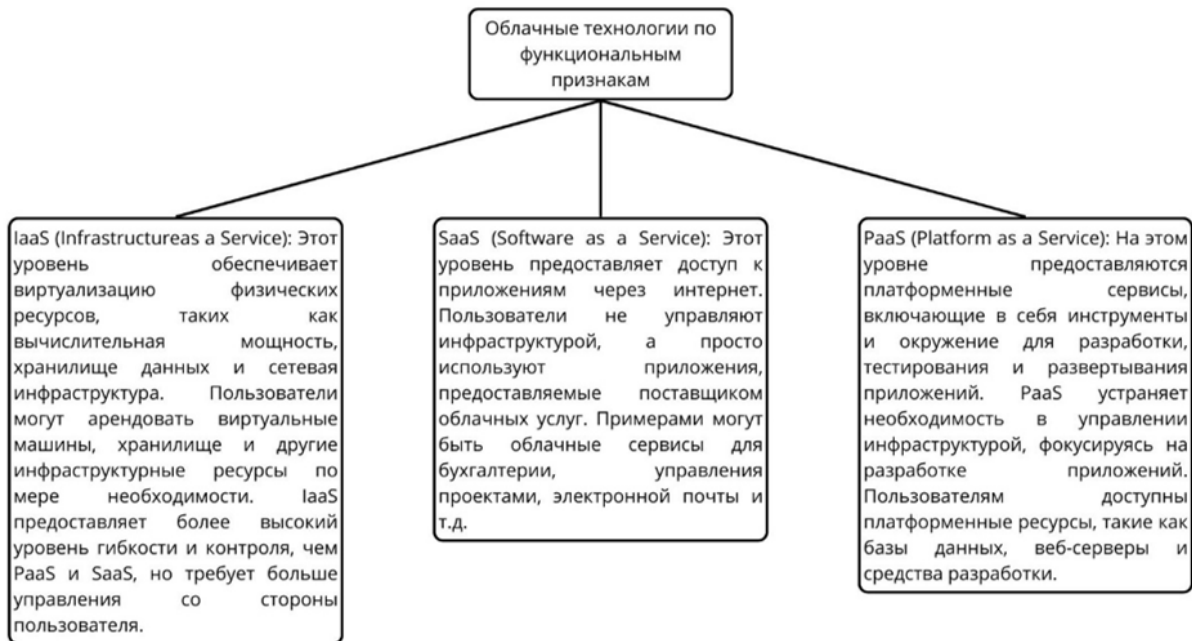 Облачные технологии по
функциональным
признакам
IaaS (Infrastructureas a Service): Этот
уровень обеспечивает
виртуализацию физических
ресурсов, таких как
вычислительная мощность,
хранилище данных и сетевая
инфраструктура. Пользователи
могут арендовать виртуальные
машины, хранилище и другие
инфраструктурные ресурсы по
мере необходимости. IaaS
предоставляет более высокий
уровень гибкости и контроля, чем
PaaS и SaaS, но требует больше
управления со стороны
пользователя.
SaaS (Software as a Service): Этот
уровень предоставляет доступ к
приложениям через интернет.
Пользователи не управляют
инфраструктурой, а просто
используют приложения,
предоставляемые поставщиком
облачных услуг. Примерами могут
быть облачные сервисы для
бухгалтерии, управления
проектами, электронной почты и
т.д.
PaaS (Platform as a Service): На этом
уровне предоставляются
платформенные сервисы,
включающие в себя инструменты
и окружение для разработки,
тестирования и развертывания
приложений. PaaS устраняет
необходимость в управлении
инфраструктурой, фокусируясь на
разработке приложений.
Пользователям доступны
платформенные ресурсы, такие как
базы данных, веб-серверы и
средства разработки.